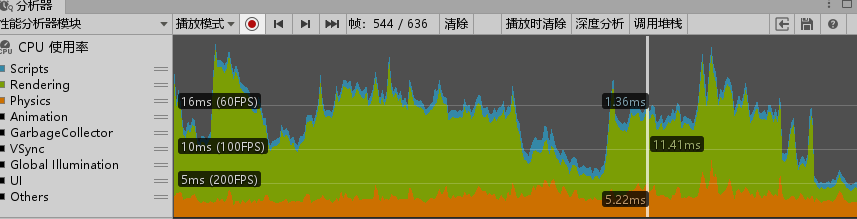 分析器
性能分析器模块 播放模式 帧: 544 / 636 清除 播放时清除 深度分析 调用堆栈
CPU 使用率
Scripts
Rendering
Physics
Animation
GarbageCollector
VSync
Global Illumination
UI
Others
16ms (60FPS)
10ms (100FPS)
5ms (200FPS)
1.36ms
11.41ms
5.22ms